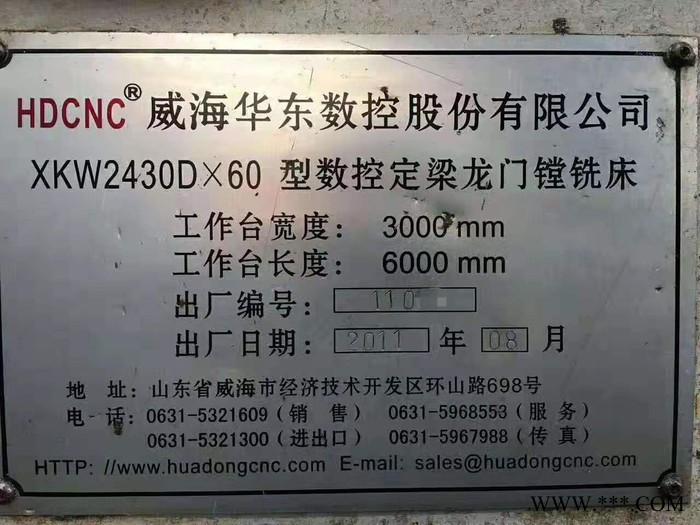 HDCNC® 威海华东数控股份有限公司
XKW2430D×60 型数控定梁龙门镗铣床
工作台宽度： 3000 mm
工作台长度： 6000 mm
出厂编号： 110
出厂日期： 2011 年 08 月
地 址：山东省威海市经济技术开发区环山路698号
电 话：0631-5321609（销 售） 0631-5968553（服 务）
0631-5321300（进出口） 0631-5967988（传 真）
HTTP: //www.huadongcnc.com E-mail: sales@huadongcnc.com
WWW.***.COM